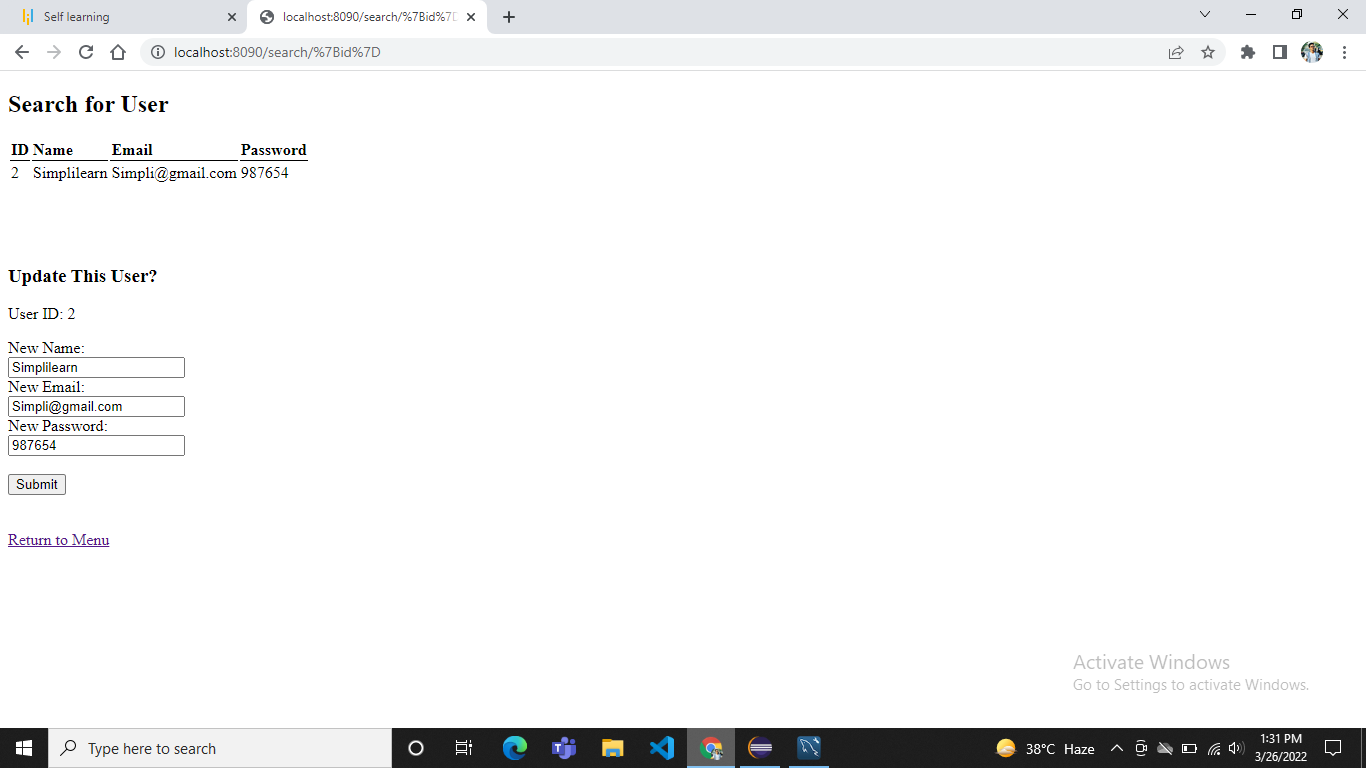 Self learning
localhost:8090/search/%7Bid%7D
localhost:8090/search/%7Bid%7D
Search for User
ID Name Email Password
2 Simplilearn Simpli@gmail.com 987654
Update This User?
User ID: 2
New Name:
Simplilearn
New Email:
Simpli@gmail.com
New Password:
987654
Submit
Return to Menu
Activate Windows
Go to Settings to activate Windows.
Type here to search
38°C Haze
1:31 PM
3/26/2022